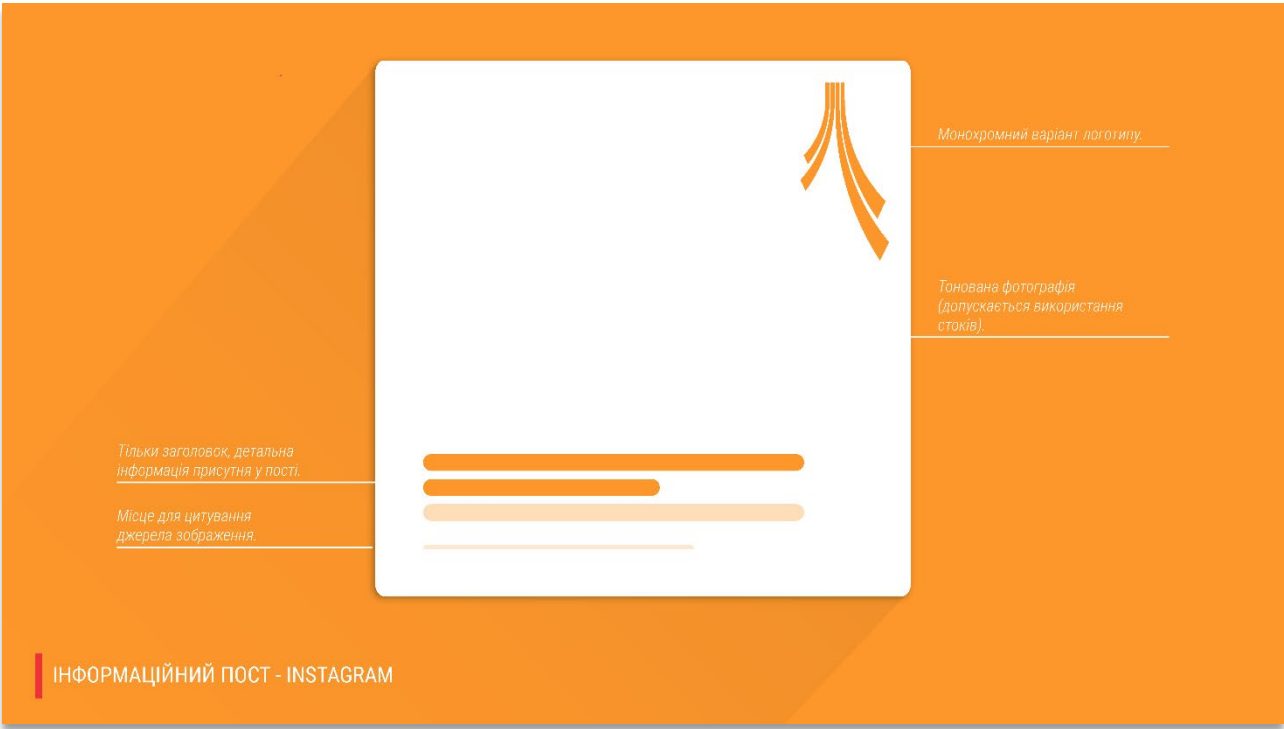 Монохромний варіант логотипу.
Тонована фотографія
(допускається використання
стоків).
Тільки заголовок, детальна
інформація присутня у пості.
Місце для цитування
джерела зображення.
ІНФОРМАЦІЙНИЙ ПОСТ - INSTAGRAM